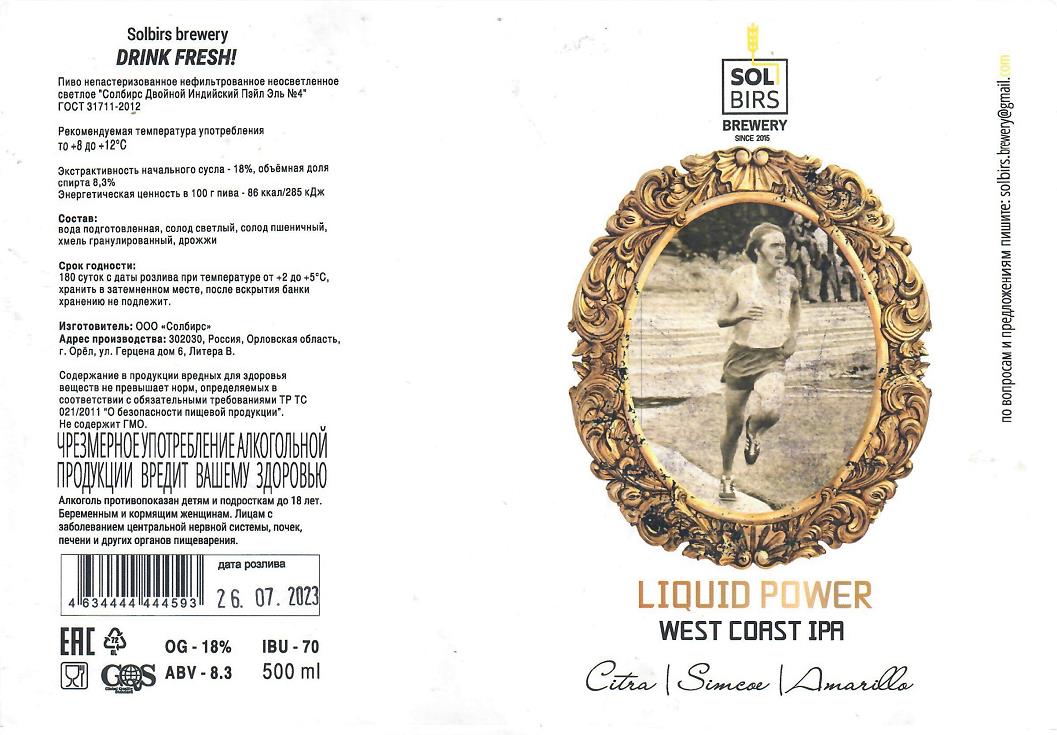 Solbirs brewery
DRINK FRESH!
Пиво непастеризованное нефильтрованное неосветленное
светлое "Солбирс Двойной Индийский Пэйл Эль №4"
ГОСТ 31711-2012
Рекомендуемая температура употребления
то +8 до +12°С
Экстрактивность начального сусла - 18%, объёмная доля
спирта 8,3%
Энергетическая ценность в 100 г пива - 86 ккал/285 кДж
Состав:
вода подготовленная, солод светлый, солод пшеничный,
хмель гранулированный, дрожжи
Срок годности:
180 суток с даты розлива при температуре от +2 до +5°С,
хранить в затемненном месте, после вскрытия банки
хранению не подлежит.
Изготовитель: ООО «Солбирс»
Адрес производства: 302030, Россия, Орловская область,
г. Орёл, ул. Герцена дом 6, Литера В.
Содержание в продукции вредных для здоровья
веществ не превышает норм, определяемых в
соответствии с обязательными требованиями ТР ТС
021/2011 "О безопасности пищевой продукции".
Не содержит ГМО.
ЧРЕЗМЕРНОЕ УПОТРЕБЛЕНИЕ АЛКОГОЛЬНОЙ
ПРОДУКЦИИ ВРЕДИТ ВАШЕМУ ЗДОРОВЬЮ
Алкоголь противопоказан детям и подросткам до 18 лет.
Беременным и кормящим женщинам. Лицам с
заболеванием центральной нервной системы, почек,
печени и других органов пищеварения.
дата розлива
4 634444 444593
26. 07. 2023
EAC
72
OG - 18%
IBU - 70
GQS
Global Quality
Standard
ABV - 8.3
500 ml
SOL
BIRS
BREWERY
SINCE 2015
LIQUID POWER
WEST COAST IPA
Citra | Simcoe | Amarillo
по вопросам и предложениям пишите: solbirs.brewery@gmail.com